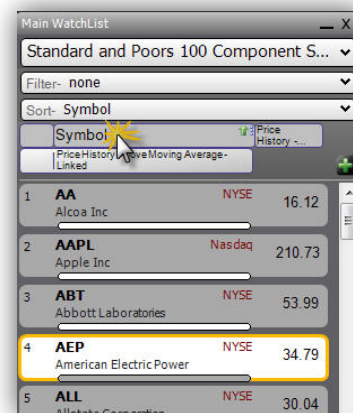 Main WatchList
Standard and Poors 100 Component S...
Filter- none
Sort- Symbol
Symbol
Price
History -...
Price History Above Moving Average-
Linked
1 AA NYSE 16.12
Alcoa Inc
2 AAPL Nasdaq 210.73
Apple Inc
3 ABT NYSE 53.99
Abbott Laboratories
4 AEP NYSE 34.79
American Electric Power
5 ALL NYSE 30.04
Allstate Corporation